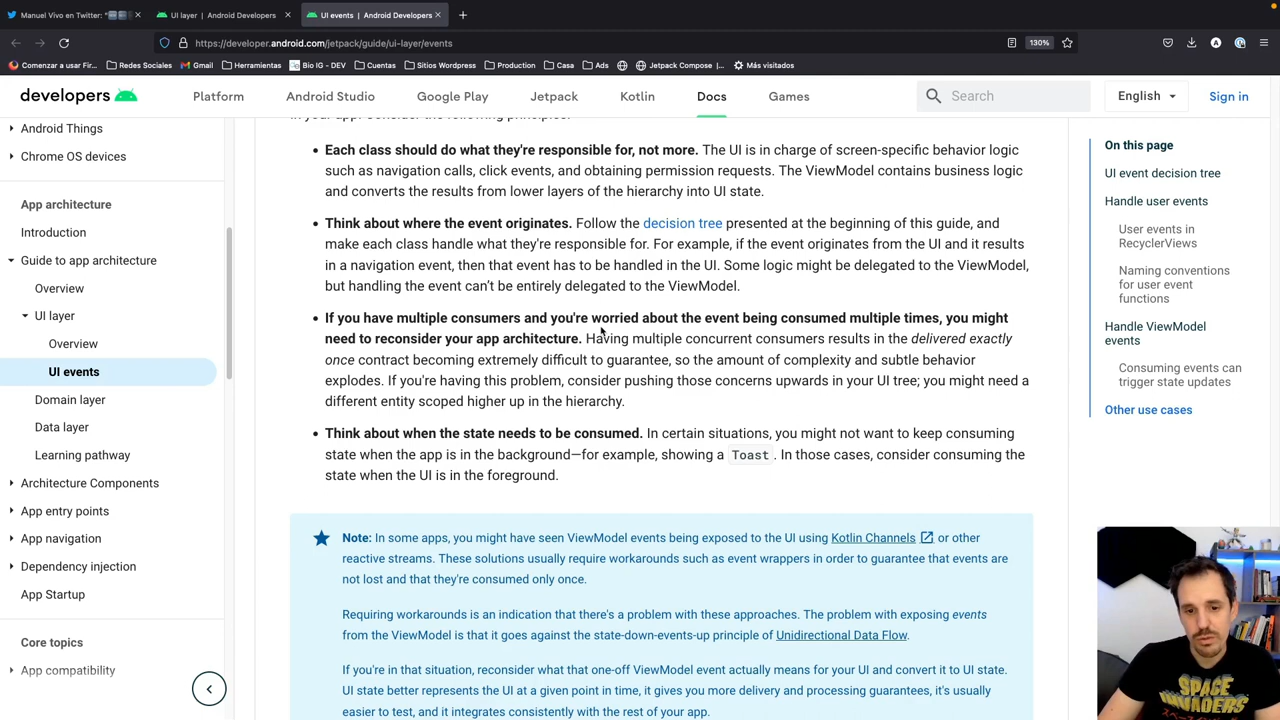 Manuel Vivo en Twitter: "
UI layer | Android Developers
UI events | Android Developers
https://developer.android.com/jetpack/guide/ui-layer/events
130%
Comenzar a usar Fir...
Redes Sociales
Gmail
Herramientas
Bio IG - DEV
Cuentas
Sitios Wordpress
Production
Casa
Ads
Jetpack Compose |...
Más visitados
developers
Platform
Android Studio
Google Play
Jetpack
Kotlin
Docs
Games
Search
English
Sign in
Android Things
Chrome OS devices
App architecture
Introduction
Guide to app architecture
Overview
UI layer
Overview
UI events
Domain layer
Data layer
Learning pathway
Architecture Components
App entry points
App navigation
Dependency injection
App Startup
Core topics
App compatibility
in your app. Consider the following principles:
• Each class should do what they're responsible for, not more. The UI is in charge of screen-specific behavior logic
such as navigation calls, click events, and obtaining permission requests. The ViewModel contains business logic
and converts the results from lower layers of the hierarchy into UI state.
• Think about where the event originates. Follow the decision tree presented at the beginning of this guide, and
make each class handle what they're responsible for. For example, if the event originates from the UI and it results
in a navigation event, then that event has to be handled in the UI. Some logic might be delegated to the ViewModel,
but handling the event can't be entirely delegated to the ViewModel.
• If you have multiple consumers and you're worried about the event being consumed multiple times, you might
need to reconsider your app architecture. Having multiple concurrent consumers results in the delivered exactly
once contract becoming extremely difficult to guarantee, so the amount of complexity and subtle behavior
explodes. If you're having this problem, consider pushing those concerns upwards in your UI tree; you might need a
different entity scoped higher up in the hierarchy.
• Think about when the state needs to be consumed. In certain situations, you might not want to keep consuming
state when the app is in the background—for example, showing a Toast. In those cases, consider consuming the
state when the UI is in the foreground.
Note: In some apps, you might have seen ViewModel events being exposed to the UI using Kotlin Channels or other
reactive streams. These solutions usually require workarounds such as event wrappers in order to guarantee that events are
not lost and that they're consumed only once.
Requiring workarounds is an indication that there's a problem with these approaches. The problem with exposing events
from the ViewModel is that it goes against the state-down-events-up principle of Unidirectional Data Flow.
If you're in that situation, reconsider what that one-off ViewModel event actually means for your UI and convert it to UI state.
UI state better represents the UI at a given point in time, it gives you more delivery and processing guarantees, it's usually
easier to test, and it integrates consistently with the rest of your app.
On this page
UI event decision tree
Handle user events
User events in
RecyclerViews
Naming conventions
for user event
functions
Handle ViewModel
events
Consuming events can
trigger state updates
Other use cases
SPACE
INVADERS